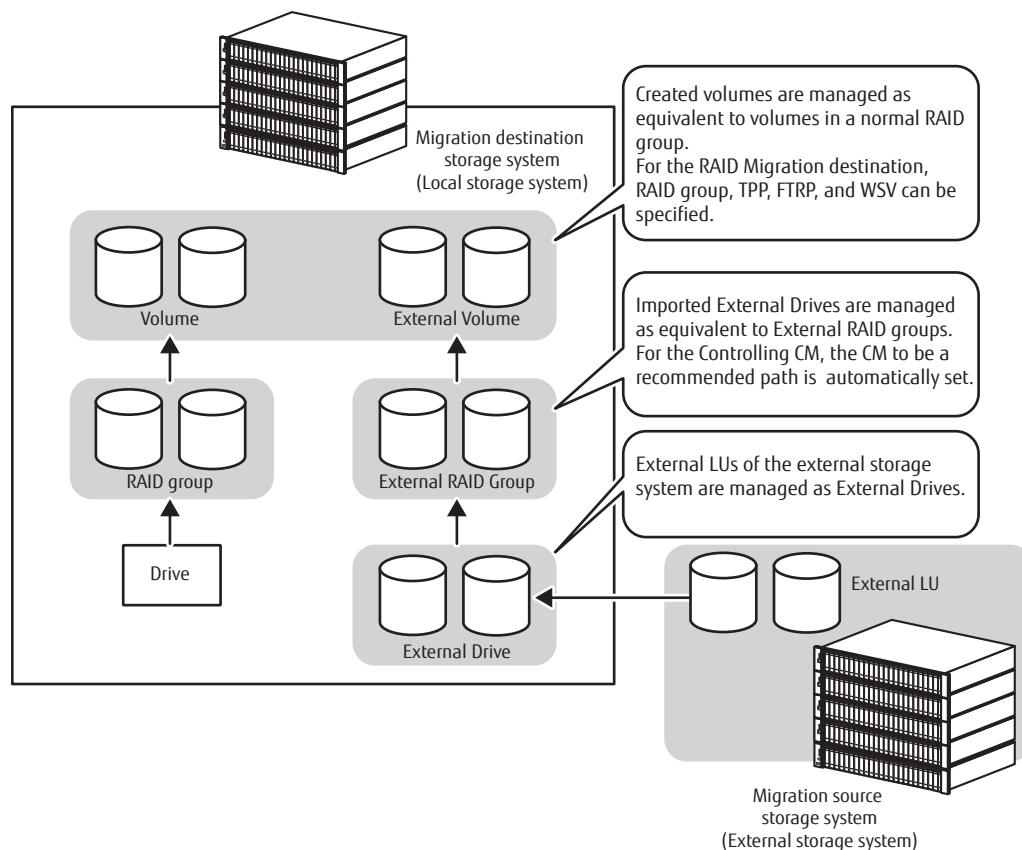 Migration destination
storage system
(Local storage system)
Created volumes are managed as
equivalent to volumes in a normal RAID
group.
For the RAID Migration destination,
RAID group, TPP, FTRP, and WSV can be
specified.
Volume
External Volume
Imported External Drives are managed
as equivalent to External RAID groups.
For the Controlling CM, the CM to be a
recommended path is  automatically set.
RAID group
External RAID Group
External LUs of the external storage
system are managed as External Drives.
Drive
External Drive
External LU
Migration source
storage system
(External storage system)